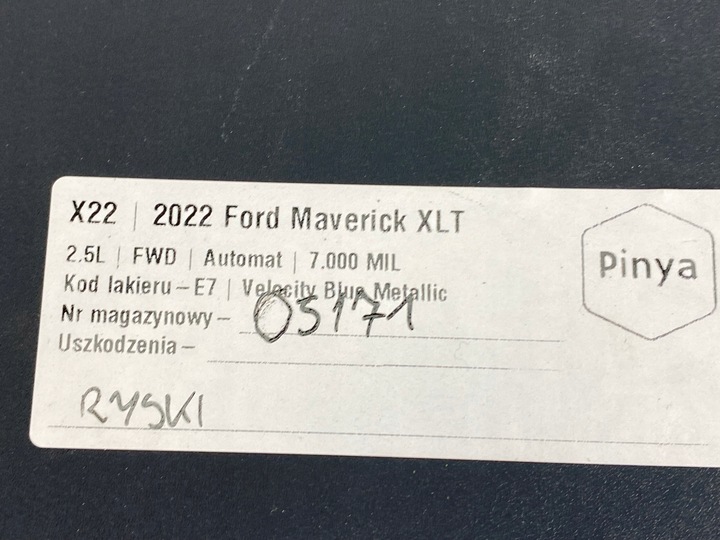 X22 | 2022 Ford Maverick XLT
Pinya
2.5L | FWD | Automat | 7.000 MIL
Kod lakieru – E7 | Velocity Blue Metallic
Nr magazynowy – 05171
Uszkodzenia –
RYSKI